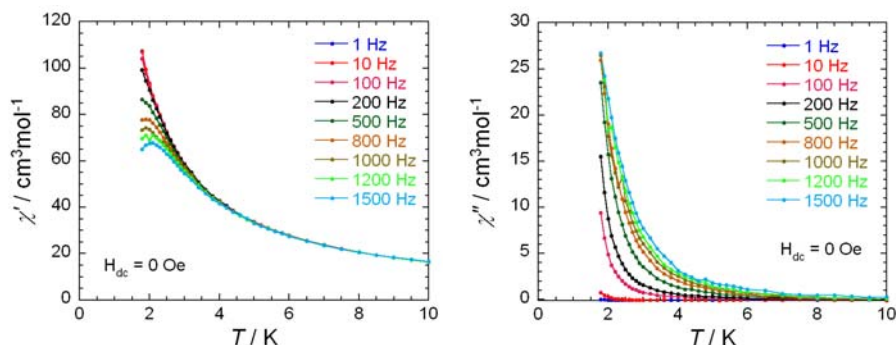 120
100
80
60
40
20
0
χ' / cm³mol⁻¹
1 Hz
10 Hz
100 Hz
200 Hz
500 Hz
800 Hz
1000 Hz
1200 Hz
1500 Hz
H_dc = 0 Oe
0 2 4 6 8 10
T / K
30
25
20
15
10
5
0
χ'' / cm³mol⁻¹
1 Hz
10 Hz
100 Hz
200 Hz
500 Hz
800 Hz
1000 Hz
1200 Hz
1500 Hz
H_dc = 0 Oe
0 2 4 6 8 10
T / K